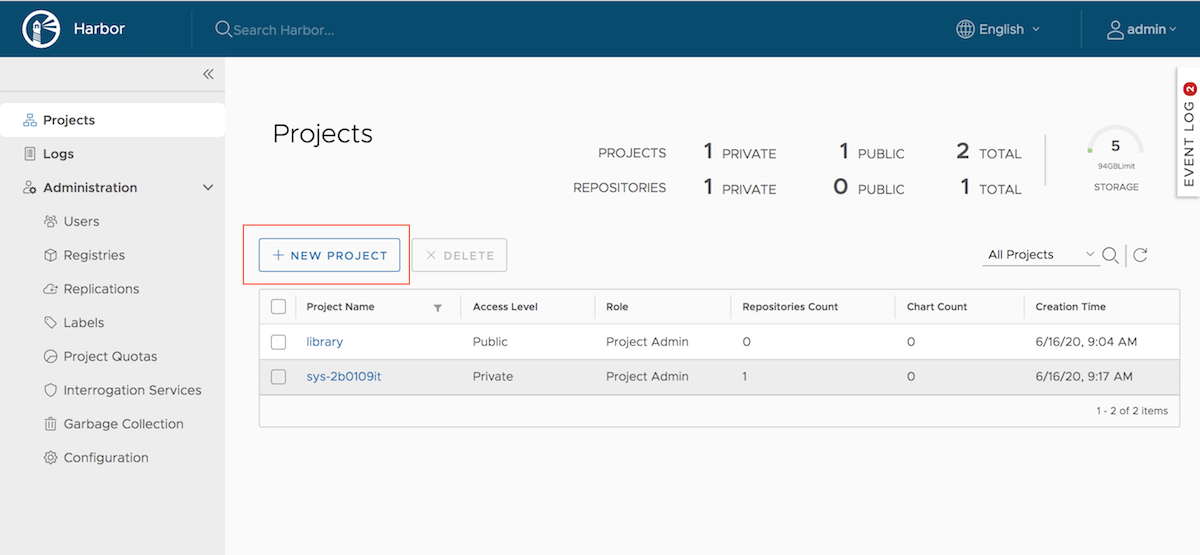 Harbor
Search Harbor...
English
admin
Projects
Logs
Administration
Users
Registries
Replications
Labels
Project Quotas
Interrogation Services
Garbage Collection
Configuration
Projects
PROJECTS 1 PRIVATE 1 PUBLIC 2 TOTAL
REPOSITORIES 1 PRIVATE 0 PUBLIC 1 TOTAL
5
94GBLimit
STORAGE
EVENT LOG 2
+ NEW PROJECT
× DELETE
All Projects
Project Name Access Level Role Repositories Count Chart Count Creation Time
library Public Project Admin 0 0 6/16/20, 9:04 AM
sys-2b0109it Private Project Admin 1 0 6/16/20, 9:17 AM
1 - 2 of 2 items